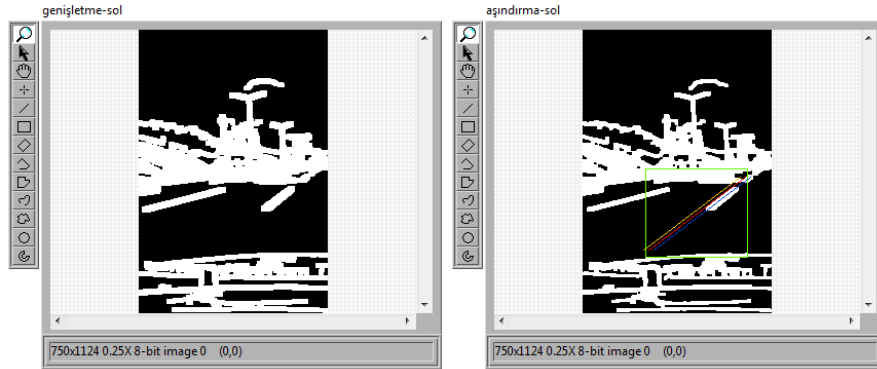 genişletme-sol
aşındırma-sol
750x1124 0.25X 8-bit image 0 (0,0)
750x1124 0.25X 8-bit image 0 (0,0)